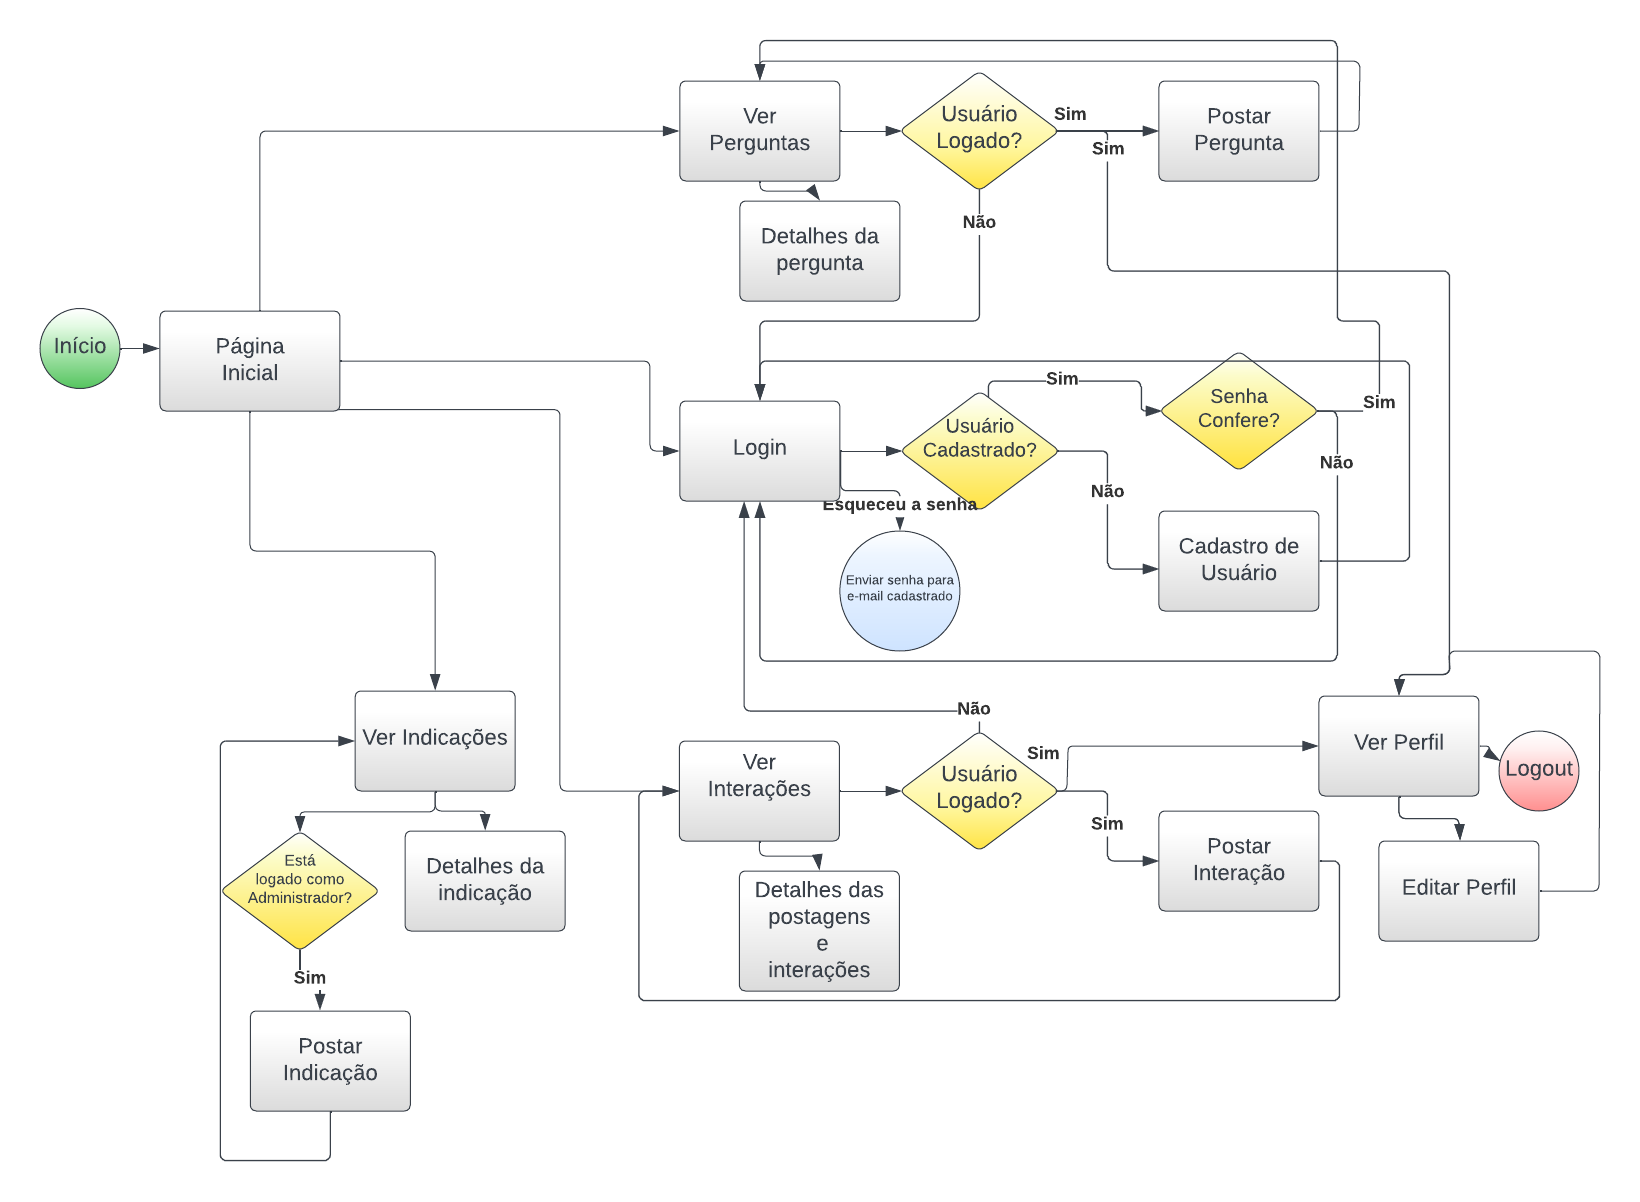 Ver
Perguntas
Usuário
Logado?
Sim
Sim
Postar
Pergunta
Não
Detalhes da
pergunta
Início
Página
Inicial
Login
Usuário
Cadastrado?
Sim
Senha
Confere?
Sim
Não
Não
Esqueceu a senha
Enviar senha para
e-mail cadastrado
Cadastro de
Usuário
Ver Indicações
Está
logado como
Administrador?
Detalhes da
indicação
Sim
Postar
Indicação
Ver
Interações
Não
Usuário
Logado?
Sim
Sim
Detalhes das
postagens
e
interações
Postar
Interação
Ver Perfil
Logout
Editar Perfil